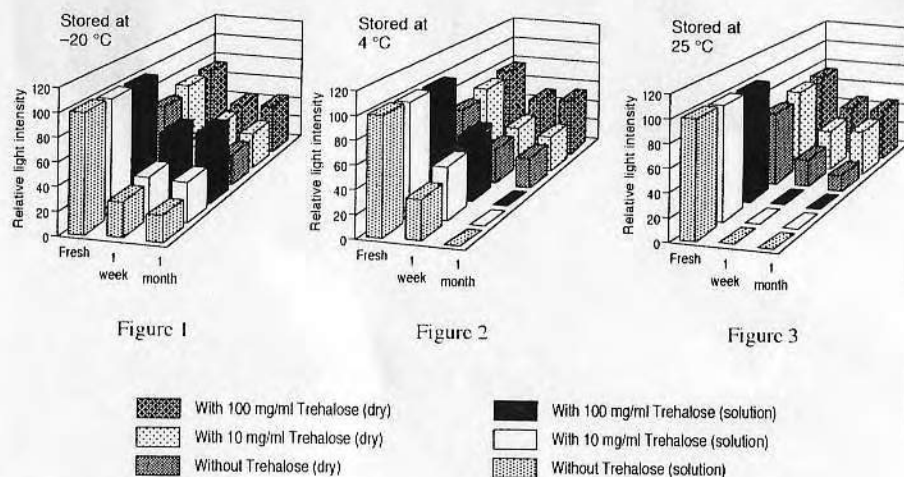 Stored at
–20 °C
Relative light intensity
120
100
80
60
40
20
0
Fresh
1
week
1
month
Figure 1
Stored at
4 °C
Relative light intensity
120
100
80
60
40
20
0
Fresh
1
week
1
month
Figure 2
Stored at
25 °C
Relative light intensity
120
100
80
60
40
20
0
Fresh
1
week
1
month
Figure 3
With 100 mg/ml Trehalose (dry)
With 10 mg/ml Trehalose (dry)
Without Trehalose (dry)
With 100 mg/ml Trehalose (solution)
With 10 mg/ml Trehalose (solution)
Without Trehalose (solution)